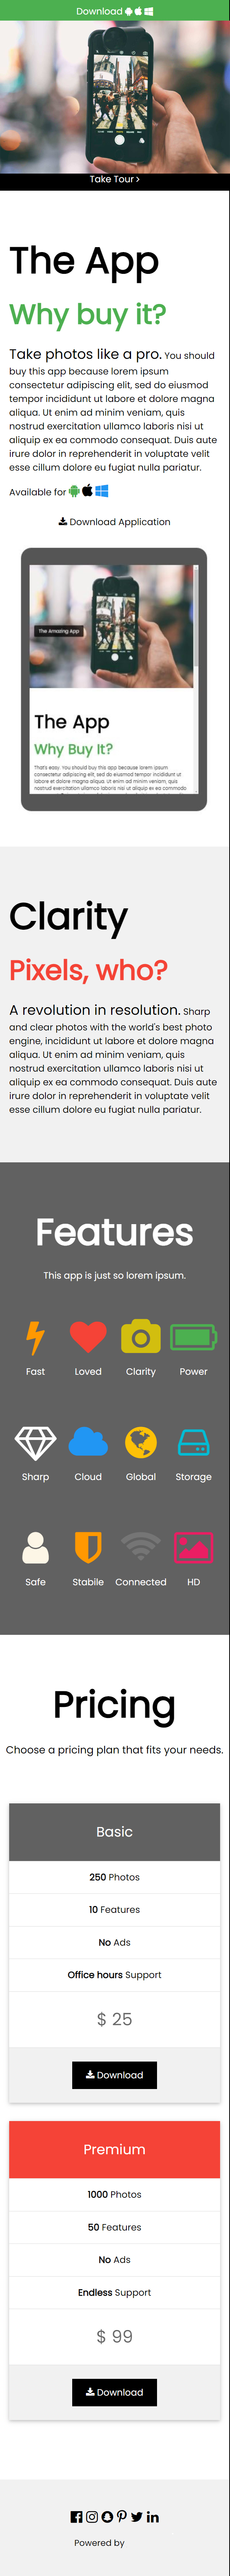 Download
Take Tour >
The App
Why buy it?
Take photos like a pro. You should
buy this app because lorem ipsum
consectetur adipiscing elit, sed do eiusmod
tempor incididunt ut labore et dolore magna
aliqua. Ut enim ad minim veniam, quis
nostrud exercitation ullamco laboris nisi ut
aliquip ex ea commodo consequat. Duis aute
irure dolor in reprehenderit in voluptate velit
esse cillum dolore eu fugiat nulla pariatur.
Available for
Download Application
The Amazing App
The App
Why Buy It?
That's easy. You should buy this app because lorem ipsum
consectetur adipiscing elit, sed do eiusmod tempor incididunt ut
labore et dolore magna aliqua. Ut enim ad minim veniam, quis
nostrud exercitation ullamco laboris nisi ut aliquip ex ea commodo
Clarity
Pixels, who?
A revolution in resolution. Sharp
and clear photos with the world's best photo
engine, incididunt ut labore et dolore magna
aliqua. Ut enim ad minim veniam, quis
nostrud exercitation ullamco laboris nisi ut
aliquip ex ea commodo consequat. Duis aute
irure dolor in reprehenderit in voluptate velit
esse cillum dolore eu fugiat nulla pariatur.
Features
This app is just so lorem ipsum.
Fast Loved Clarity Power
Sharp Cloud Global Storage
Safe Stabile Connected HD
Pricing
Choose a pricing plan that fits your needs.
Basic
250 Photos
10 Features
No Ads
Office hours Support
$ 25
Download
Premium
1000 Photos
50 Features
No Ads
Endless Support
$ 99
Download
Powered by